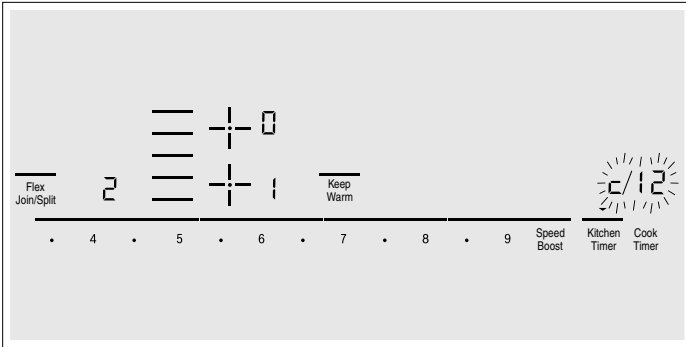 0
2
1
c/12
Flex
Join/Split
Keep
Warm
. 4 . 5 . 6 . 7 . 8 . 9
Speed
Boost
Kitchen
Timer
Cook
Timer